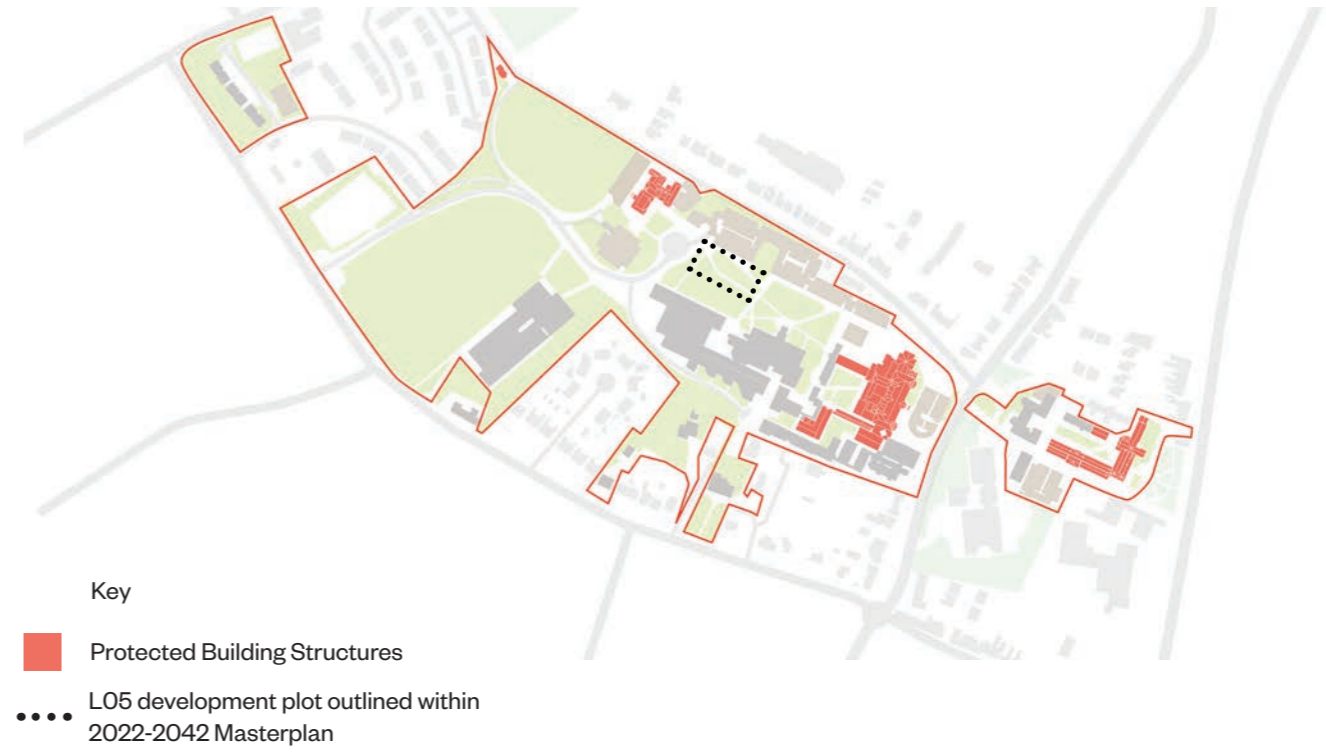 Key
Protected Building Structures
L05 development plot outlined within
2022-2042 Masterplan